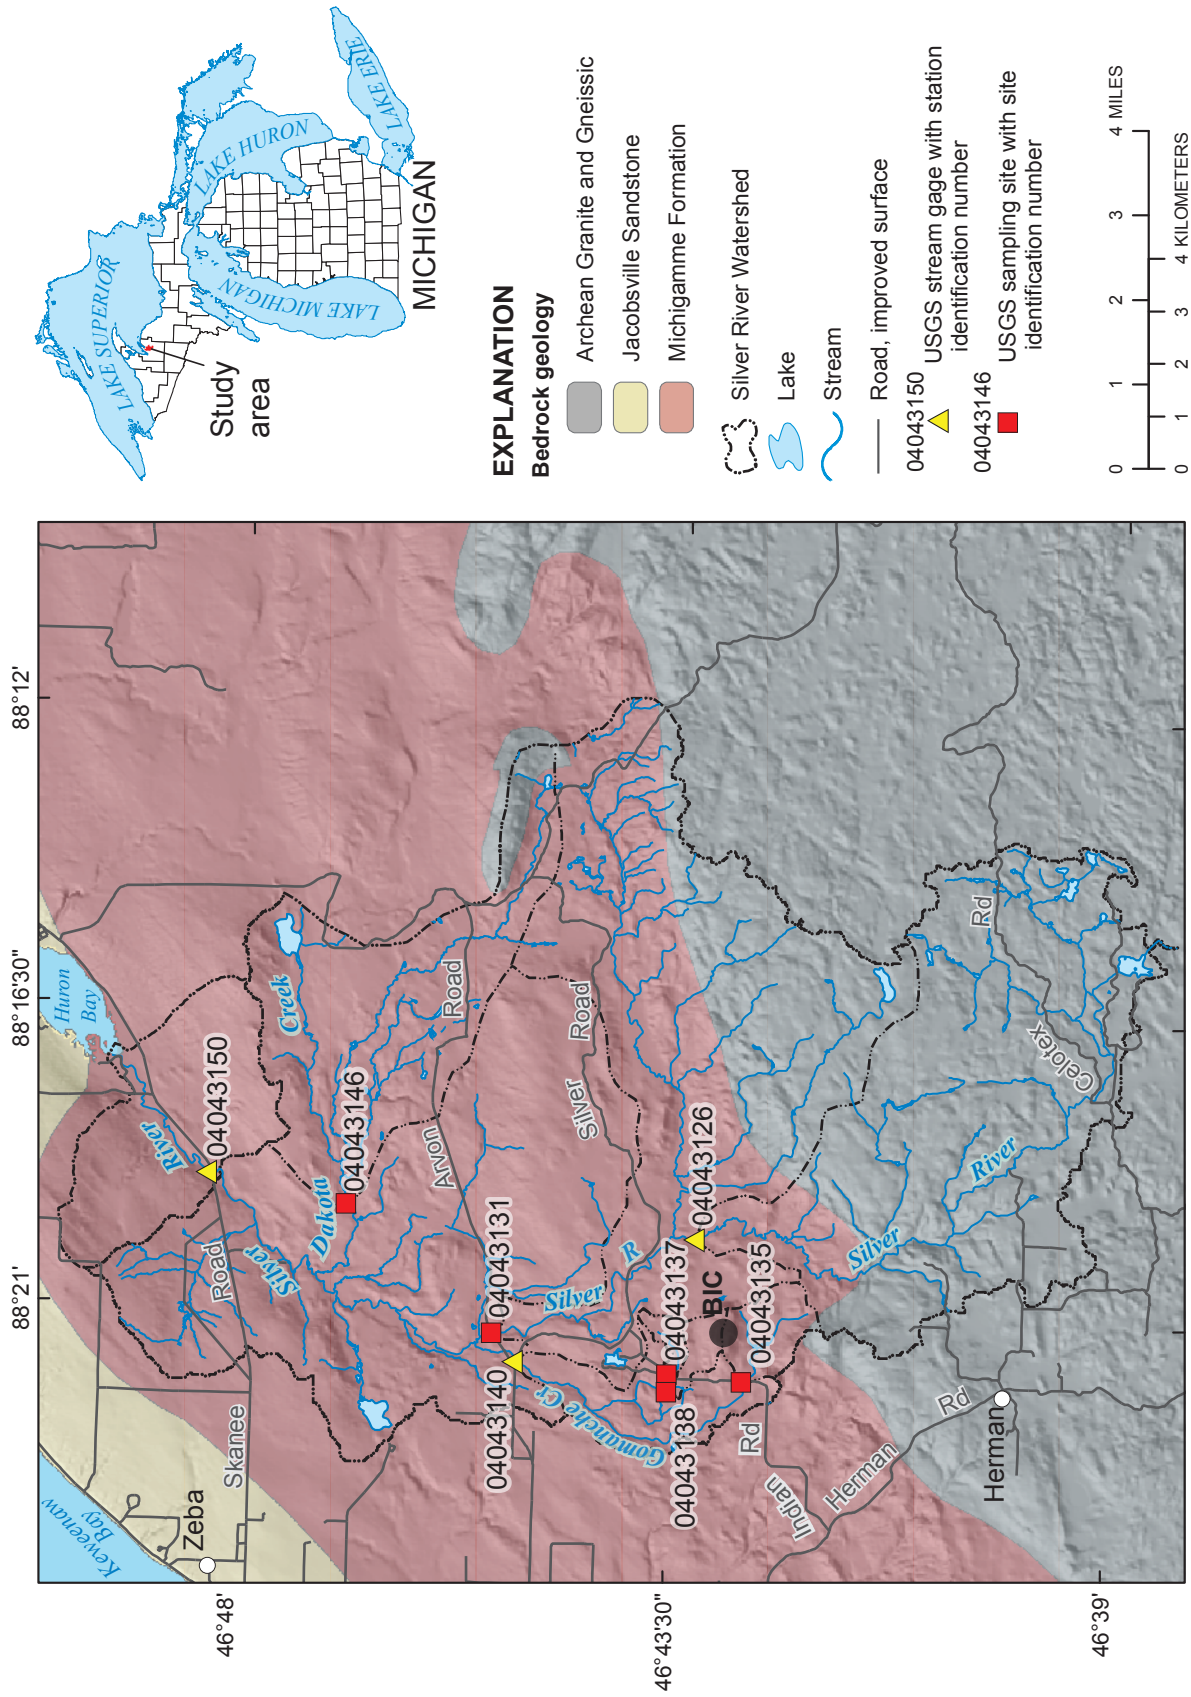 88°21'
88°16'30"
88°12
46°48'
46°43'30"
46°39'
Keweenaw
Bay
Zeba
Skanee
Road
Huron
Bay
River
04043150
Silver
Creek
Dakota
04043146
Arvon
Road
04043131
04043140
Gomanche Cr
Silver
R
Silver
Road
04043126
04043137
04043138
BIC
04043135
Indian
Rd
Herman
Rd
Herman
Silver
River
Celotex
Rd
LAKE SUPERIOR
LAKE HURON
LAKE MICHIGAN
LAKE ERIE
MICHIGAN
Study
area
EXPLANATION
Bedrock geology
Archean Granite and Gneissic
Jacobsville Sandstone
Michigamme Formation
Silver River Watershed
Lake
Stream
Road, improved surface
04043150
USGS stream gage with station
identification number
04043146
USGS sampling site with site
identification number
0 1 2 3 4 MILES
0 1 2 3 4 KILOMETERS